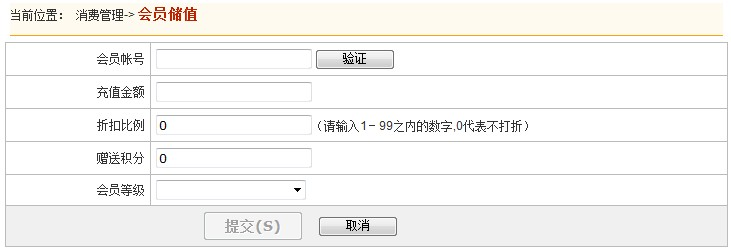 当前位置： 消费管理-> 会员储值
会员帐号 验证
充值金额
折扣比例 0 （请输入1－99之内的数字,0代表不打折）
赠送积分 0
会员等级
提交(S) 取消